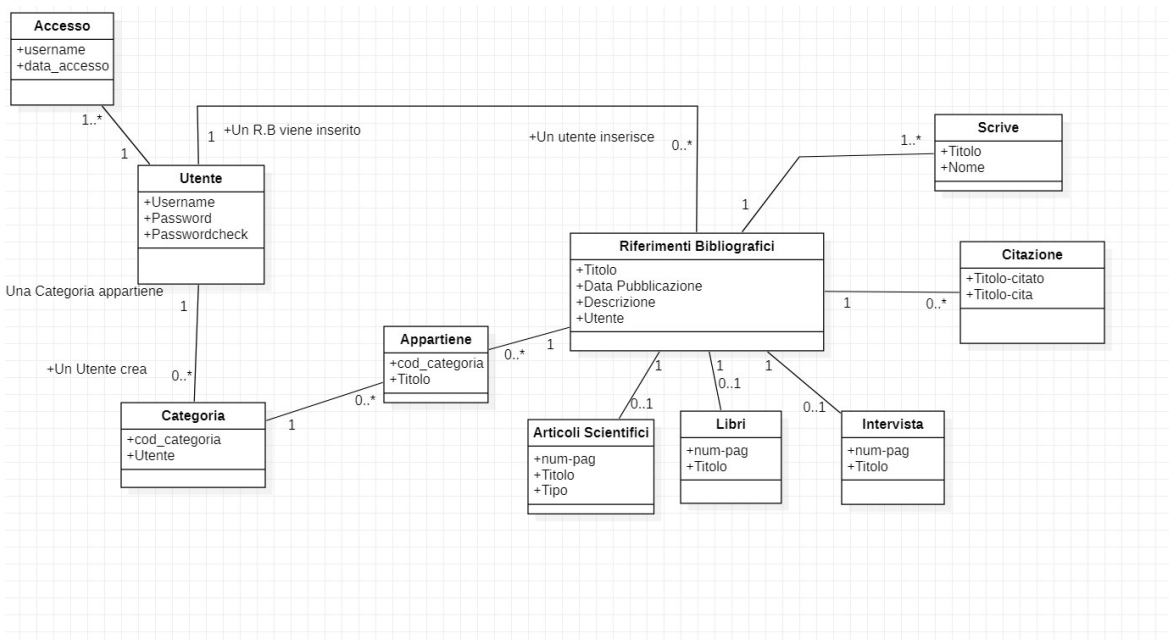 Accesso
+username
+data_accesso
1..*
1
1
+Un R.B viene inserito
+Un utente inserisce
0..*
Utente
+Username
+Password
+Passwordcheck
Scrive
+Titolo
+Nome
1..*
1
Riferimenti Bibliografici
+Titolo
+Data Pubblicazione
+Descrizione
+Utente
Citazione
+Titolo-citato
+Titolo-cita
1
0..*
Una Categoria appartiene
1
+Un Utente crea
0..*
Appartiene
+cod_categoria
+Titolo
0..*
1
0..*
1
Categoria
+cod_categoria
+Utente
1
0..1
1
0..1
1
0..1
Articoli Scientifici
+num-pag
+Titolo
+Tipo
Libri
+num-pag
+Titolo
Intervista
+num-pag
+Titolo